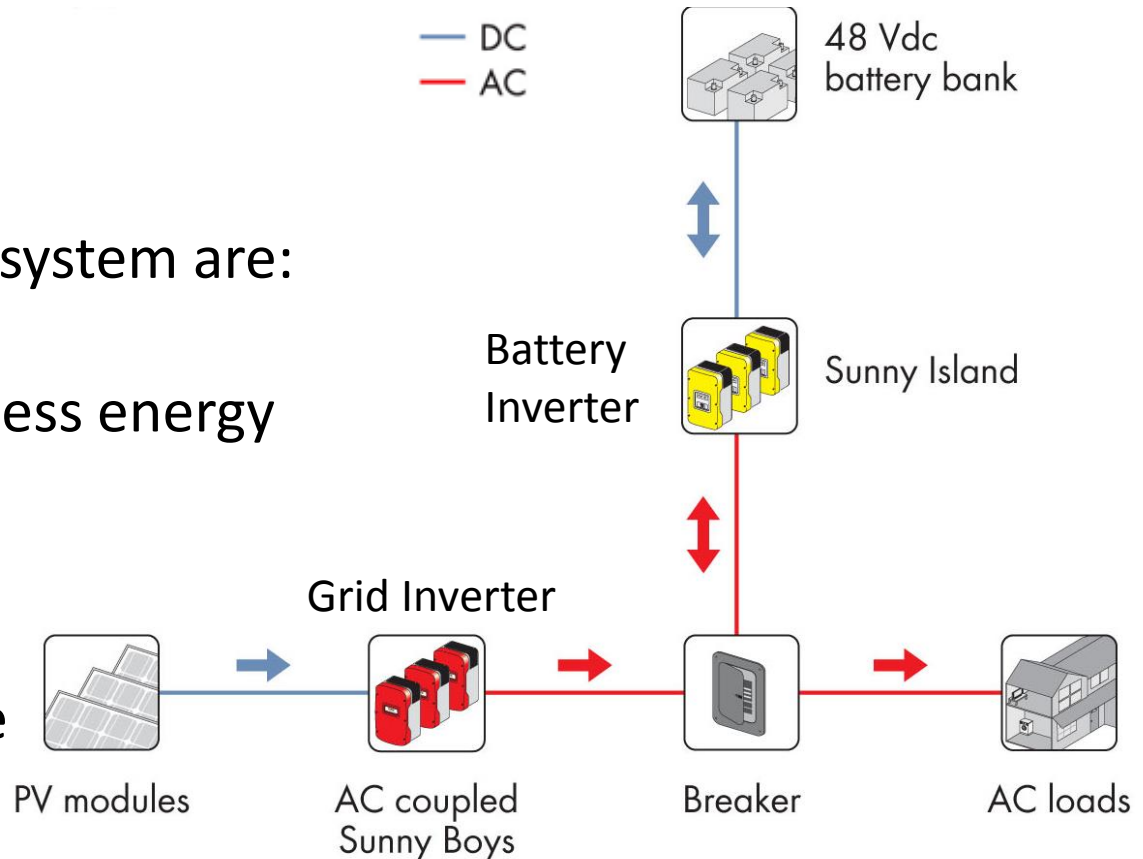 DC
AC
48 Vdc
battery bank
system are:
Battery
Inverter
Sunny Island
ess energy
Grid Inverter
e
PV modules
AC coupled
Sunny Boys
Breaker
AC loads